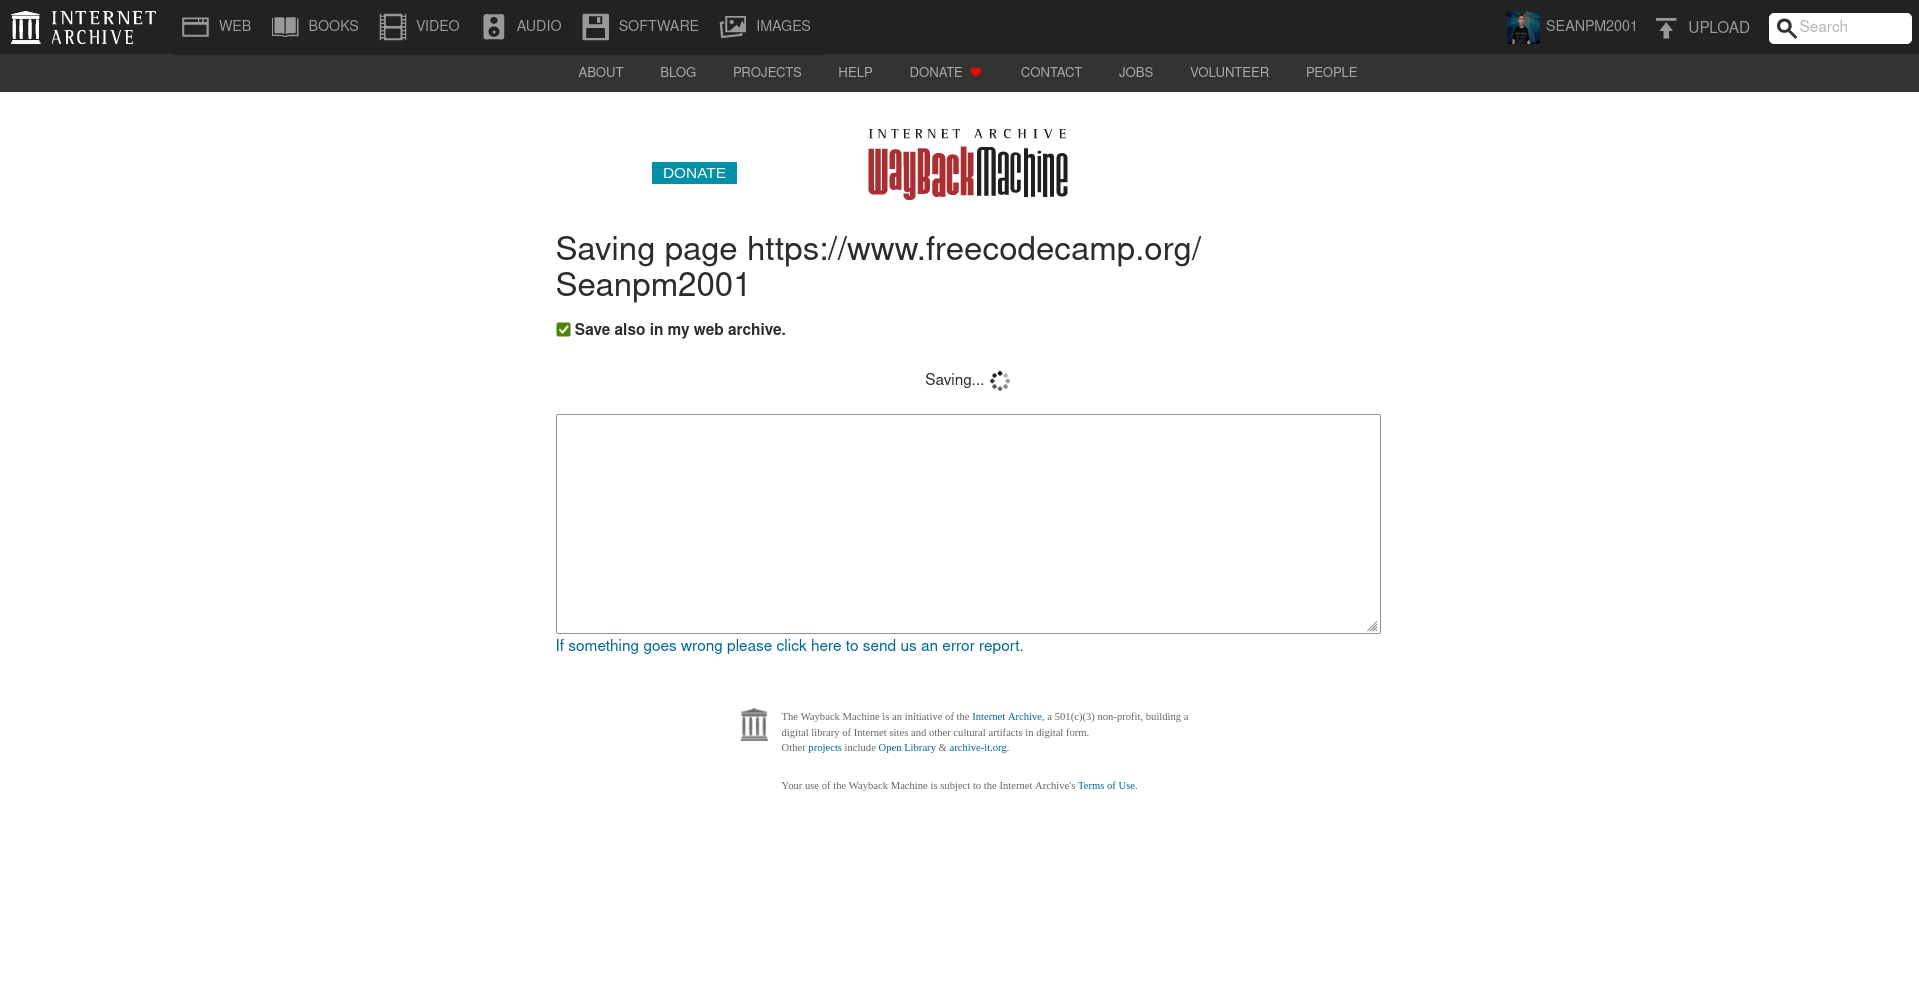 INTERNET ARCHIVE
WEB BOOKS VIDEO AUDIO SOFTWARE IMAGES SEANPM2001 UPLOAD Search
ABOUT BLOG PROJECTS HELP DONATE CONTACT JOBS VOLUNTEER PEOPLE
INTERNET ARCHIVE
WayBackMachine
DONATE
Saving page https://www.freecodecamp.org/
Seanpm2001
Save also in my web archive.
Saving...
If something goes wrong please click here to send us an error report.
The Wayback Machine is an initiative of the Internet Archive, a 501(c)(3) non-profit, building a
digital library of Internet sites and other cultural artifacts in digital form.
Other projects include Open Library & archive-it.org.
Your use of the Wayback Machine is subject to the Internet Archive's Terms of Use.